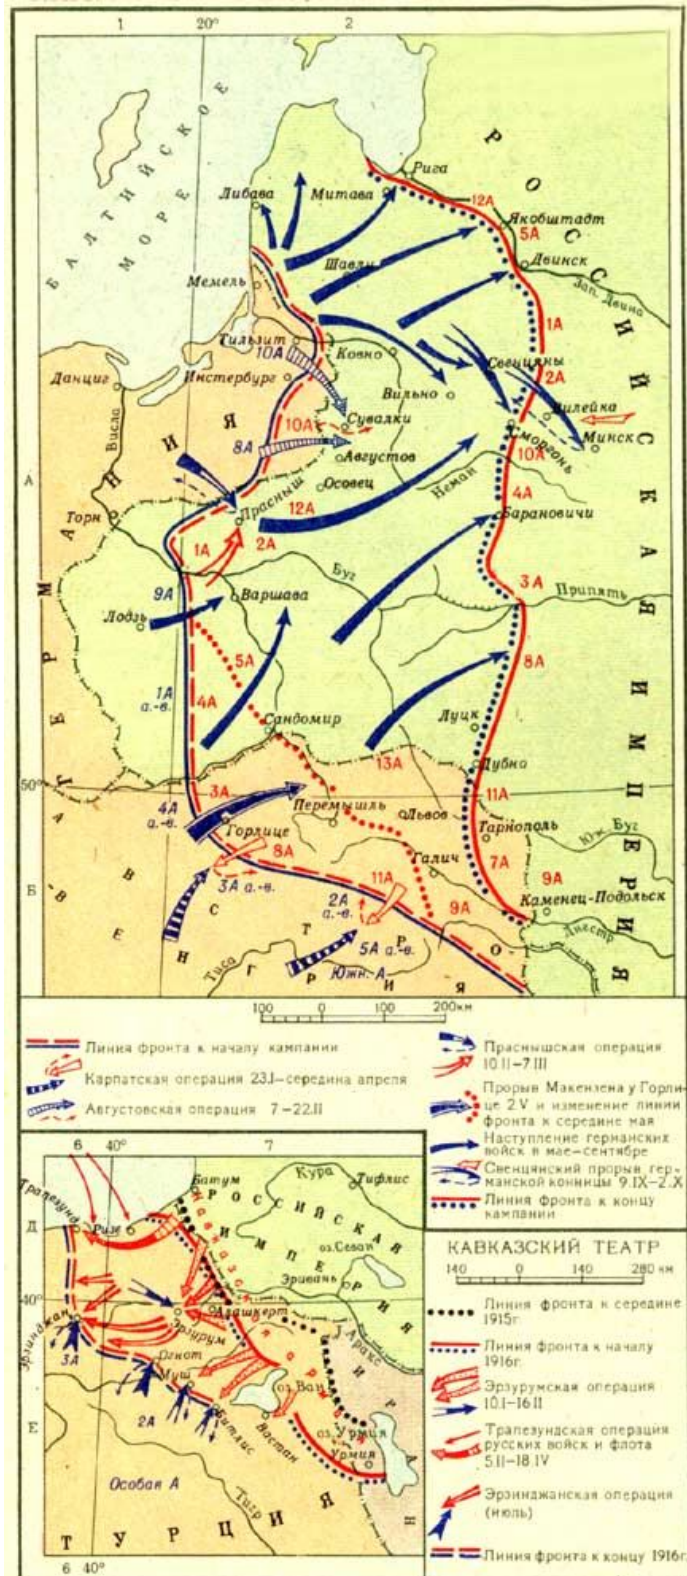 1 20° 2
БАЛТИЙСКОЕ
МОРЕ
РОССИЙСКАЯ ИМПЕРИЯ
ГЕРМАНИЯ
АВСТРО-
ВЕНГРИЯ
Рига
Либава
Митава
12А
Якобштадт
5А
Двинск
Зап. Двина
Шавли
Мемель
1А
Тильзит
10А
Ковно
Свенцяны
2А
Данциг
Инстербург
Вильно
Вилейка
Минск
Висла
10А
Сувалки
Сморгонь
8А
Августов
10А
А
Осовец
Неман
4А
Прасныш
12А
Барановичи
Торн
1А
2А
3А
Буг
Припять
9А
Варшава
Лодзь
5А
8А
1А
а.-в.
4А
Сандомир
Луцк
13А
Дубно
50°
3А
11А
4А
а.-в.
Перемышль
Львов
Горлице
Тарнополь
Юж. Буг
8А
Галич
7А
Б
3А а.-в.
11А
9А
2А
а.-в.
9А
Каменец-Подольск
5А а.-в.
Днестр
Тиса
Южн. А
100 0 100 200км
Линия фронта к началу кампании
Карпатская операция 23.I–середина апреля
Августовская операция 7–22.II
Праснышская операция
10.II–7.III
Прорыв Макензена у Горли-
це 2.V и изменение линии
фронта к середине мая
Наступление германских
войск в мае–сентябре
Свенцянский прорыв гер-
манской конницы 9.IX–2.X
Линия фронта к концу
кампании
6 40° 7
Батум
Кура
Тифлис
Трапезунд
РОССИЙСКАЯ
ИМПЕРИЯ
Д
Ризе
Кавказская армия
оз. Севан
Эривань
40°
Алашкерт
Эрзинджан
Эрзурум
Аракс
ИРАН
3А
Огнот
Муш
оз. Ван
2А
Битлис
Вастан
оз. Урмия
Урмия
Е
Особая А
Тигр
ТУРЦИЯ
6 40°
КАВКАЗСКИЙ ТЕАТР
140 0 140 280 км
Линия фронта к середине
1915г.
Линия фронта к началу
1916г.
Эрзурумская операция
10.I–16.II
Трапезундская операция
русских войск и флота
5.II–18.IV
Эрзинджанская операция
(июль)
Линия фронта к концу 1916г.